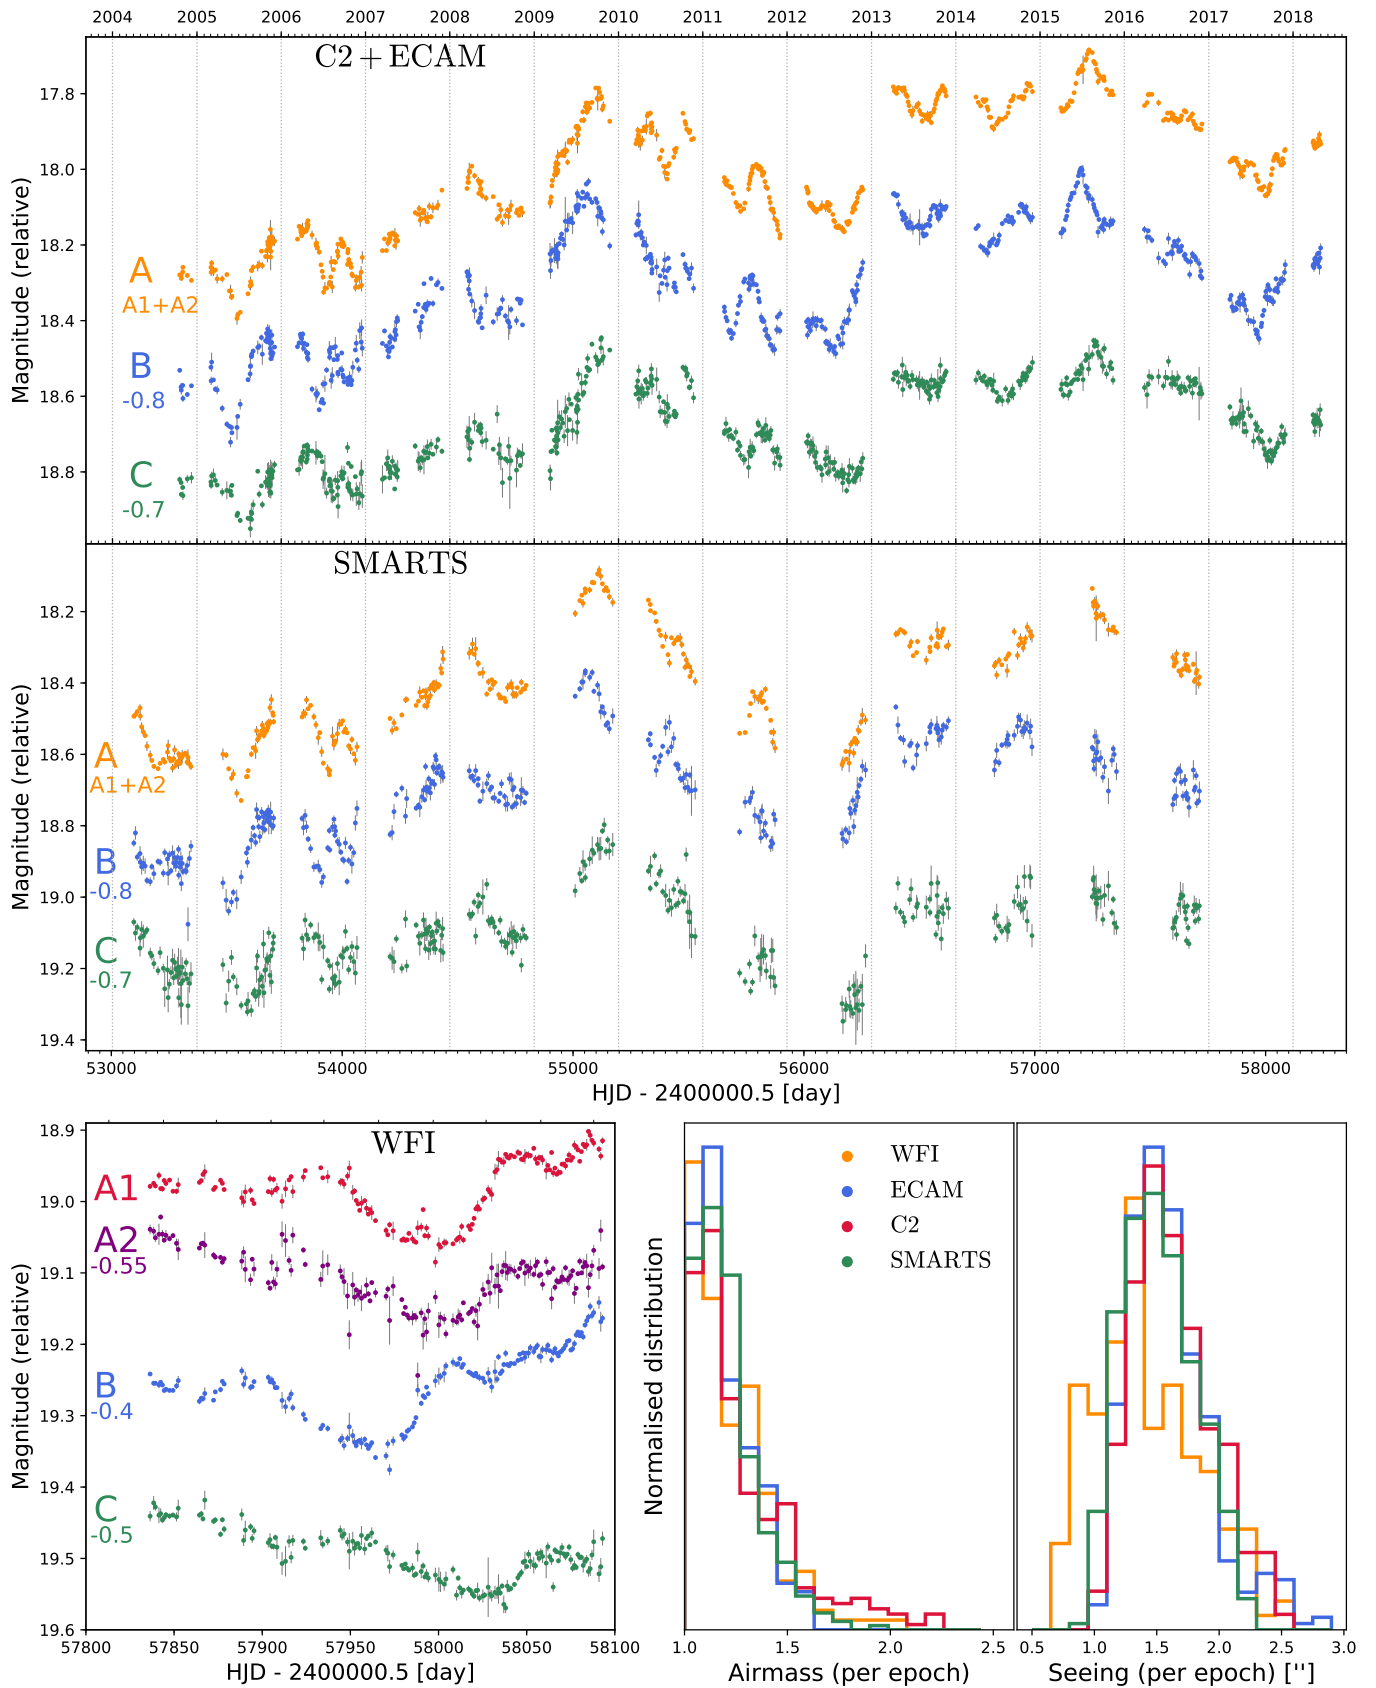 2004 2005 2006 2007 2008 2009 2010 2011 2012 2013 2014 2015 2016 2017 2018
C2 + ECAM
17.8
18.0
18.2
18.4
18.6
18.8
Magnitude (relative)
A
A1+A2
B
-0.8
C
-0.7
SMARTS
18.2
18.4
18.6
18.8
19.0
19.2
19.4
Magnitude (relative)
A
A1+A2
B
-0.8
C
-0.7
53000 54000 55000 56000 57000 58000
HJD - 2400000.5 [day]
WFI
18.9
19.0
19.1
19.2
19.3
19.4
19.5
19.6
Magnitude (relative)
A1
A2
-0.55
B
-0.4
C
-0.5
57800 57850 57900 57950 58000 58050 58100
HJD - 2400000.5 [day]
Normalised distribution
WFI
ECAM
C2
SMARTS
1.0 1.5 2.0 2.5
Airmass (per epoch)
0.5 1.0 1.5 2.0 2.5 3.0
Seeing (per epoch) ['']